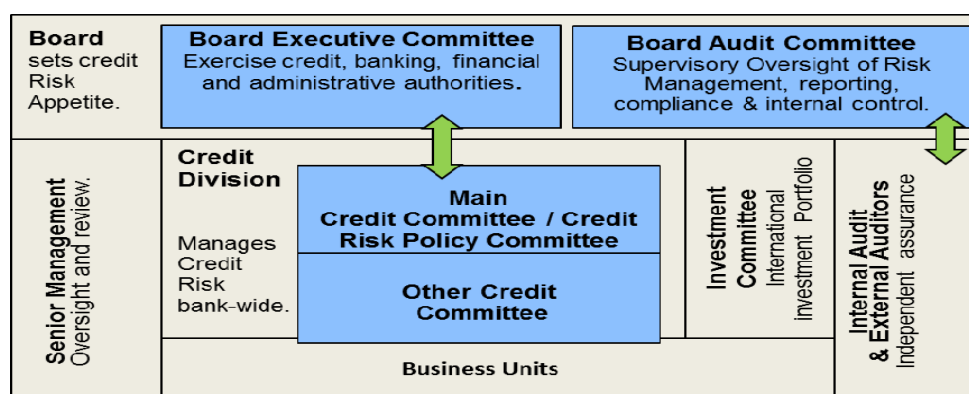 Board
sets credit
Risk
Appetite.
Board Executive Committee
Exercise credit, banking, financial
and administrative authorities.
Board Audit Committee
Supervisory Oversight of Risk
Management, reporting,
compliance & internal control.
Senior Management
Oversight and review.
Credit
Division
Manages
Credit
Risk
bank-wide.
Main
Credit Committee / Credit
Risk Policy Committee
Other Credit
Committee
Investment
Committee
International
Investment Portfolio
Internal Audit
& External Auditors
Independent assurance
Business Units